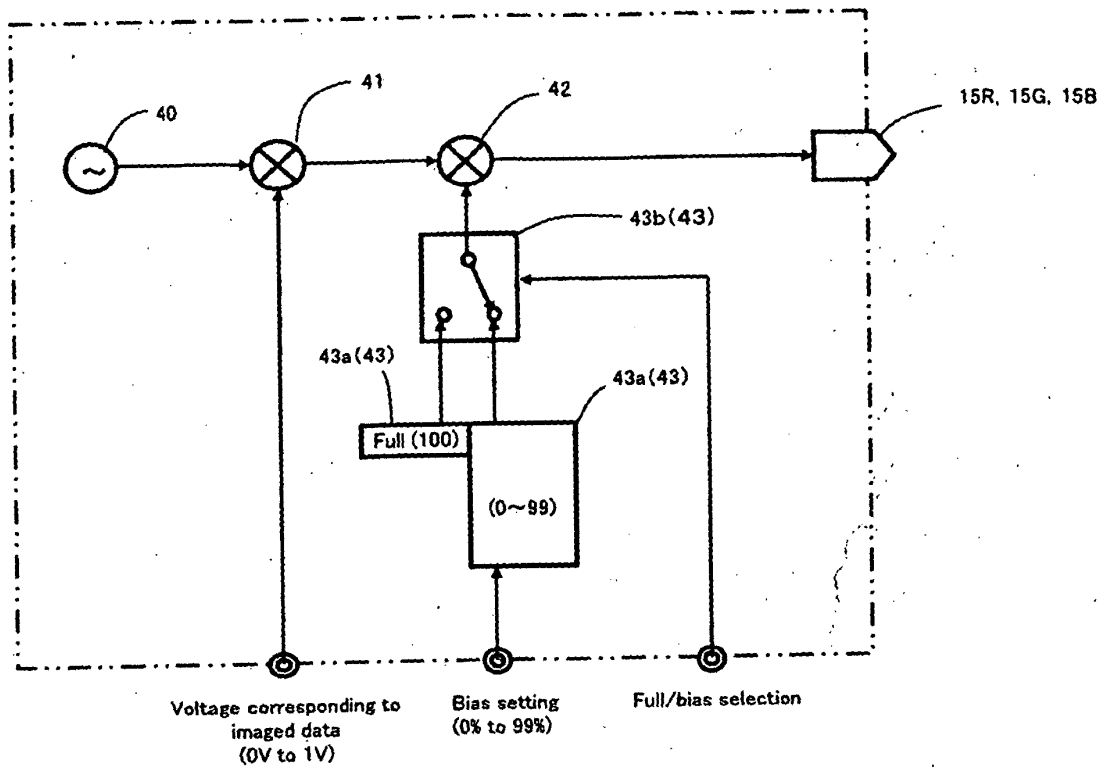 41
42
40
15R, 15G, 15B
~
43b(43)
43a(43)
43a(43)
Full (100)
(0~99)
Voltage corresponding to
imaged data
(0V to 1V)
Bias setting
(0% to 99%)
Full/bias selection